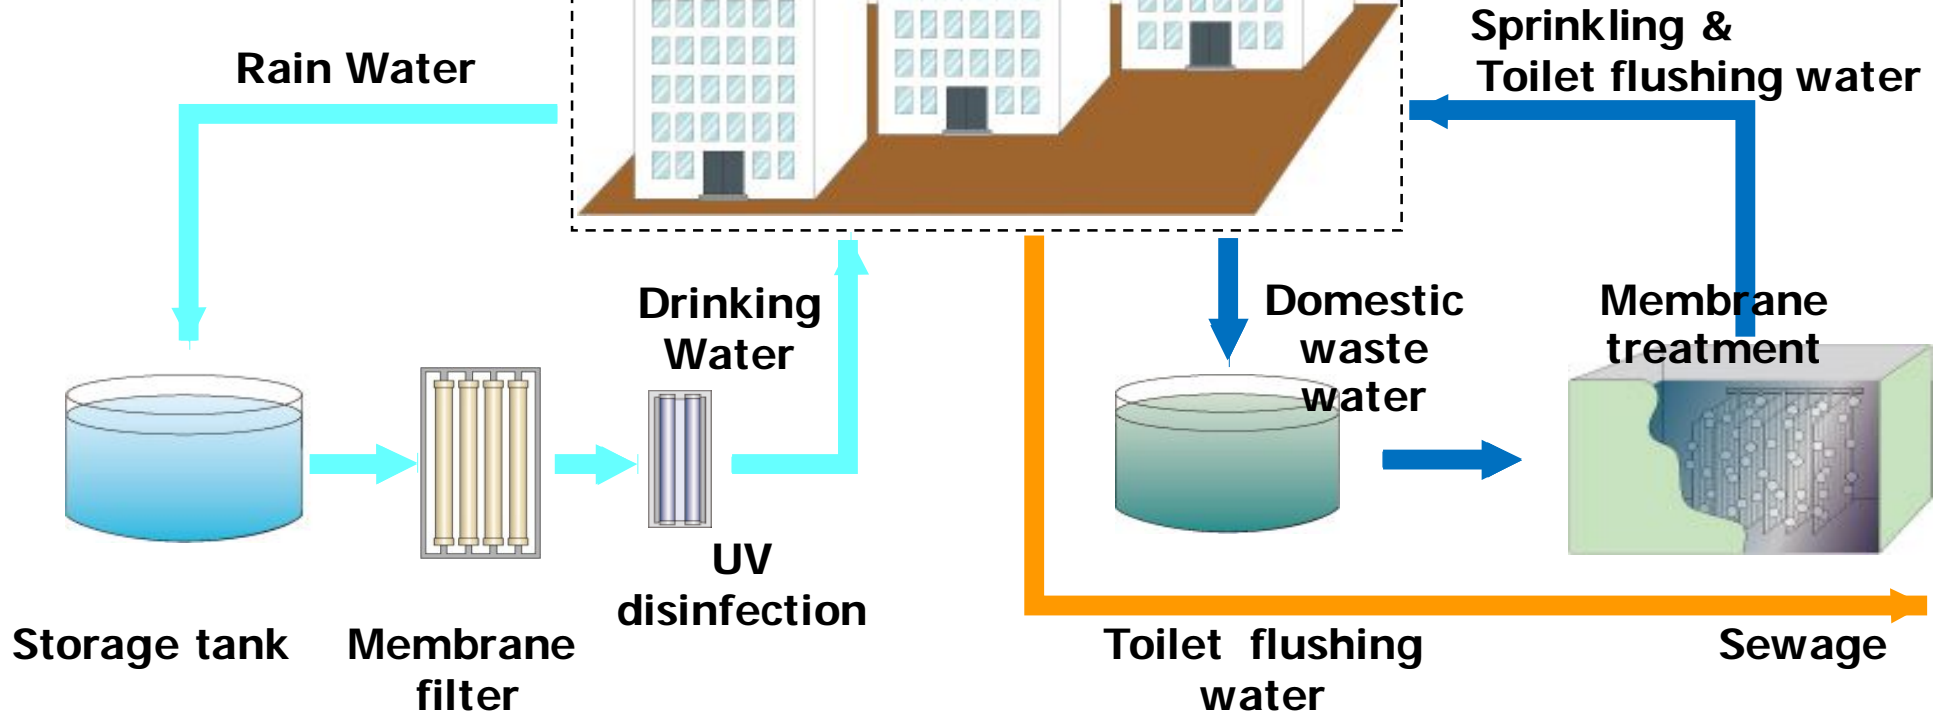 Sprinkling &
Toilet flushing water
Rain Water
Drinking
Water
Domestic
waste
water
Membrane
treatment
UV
disinfection
Storage tank
Membrane
filter
Toilet flushing
water
Sewage